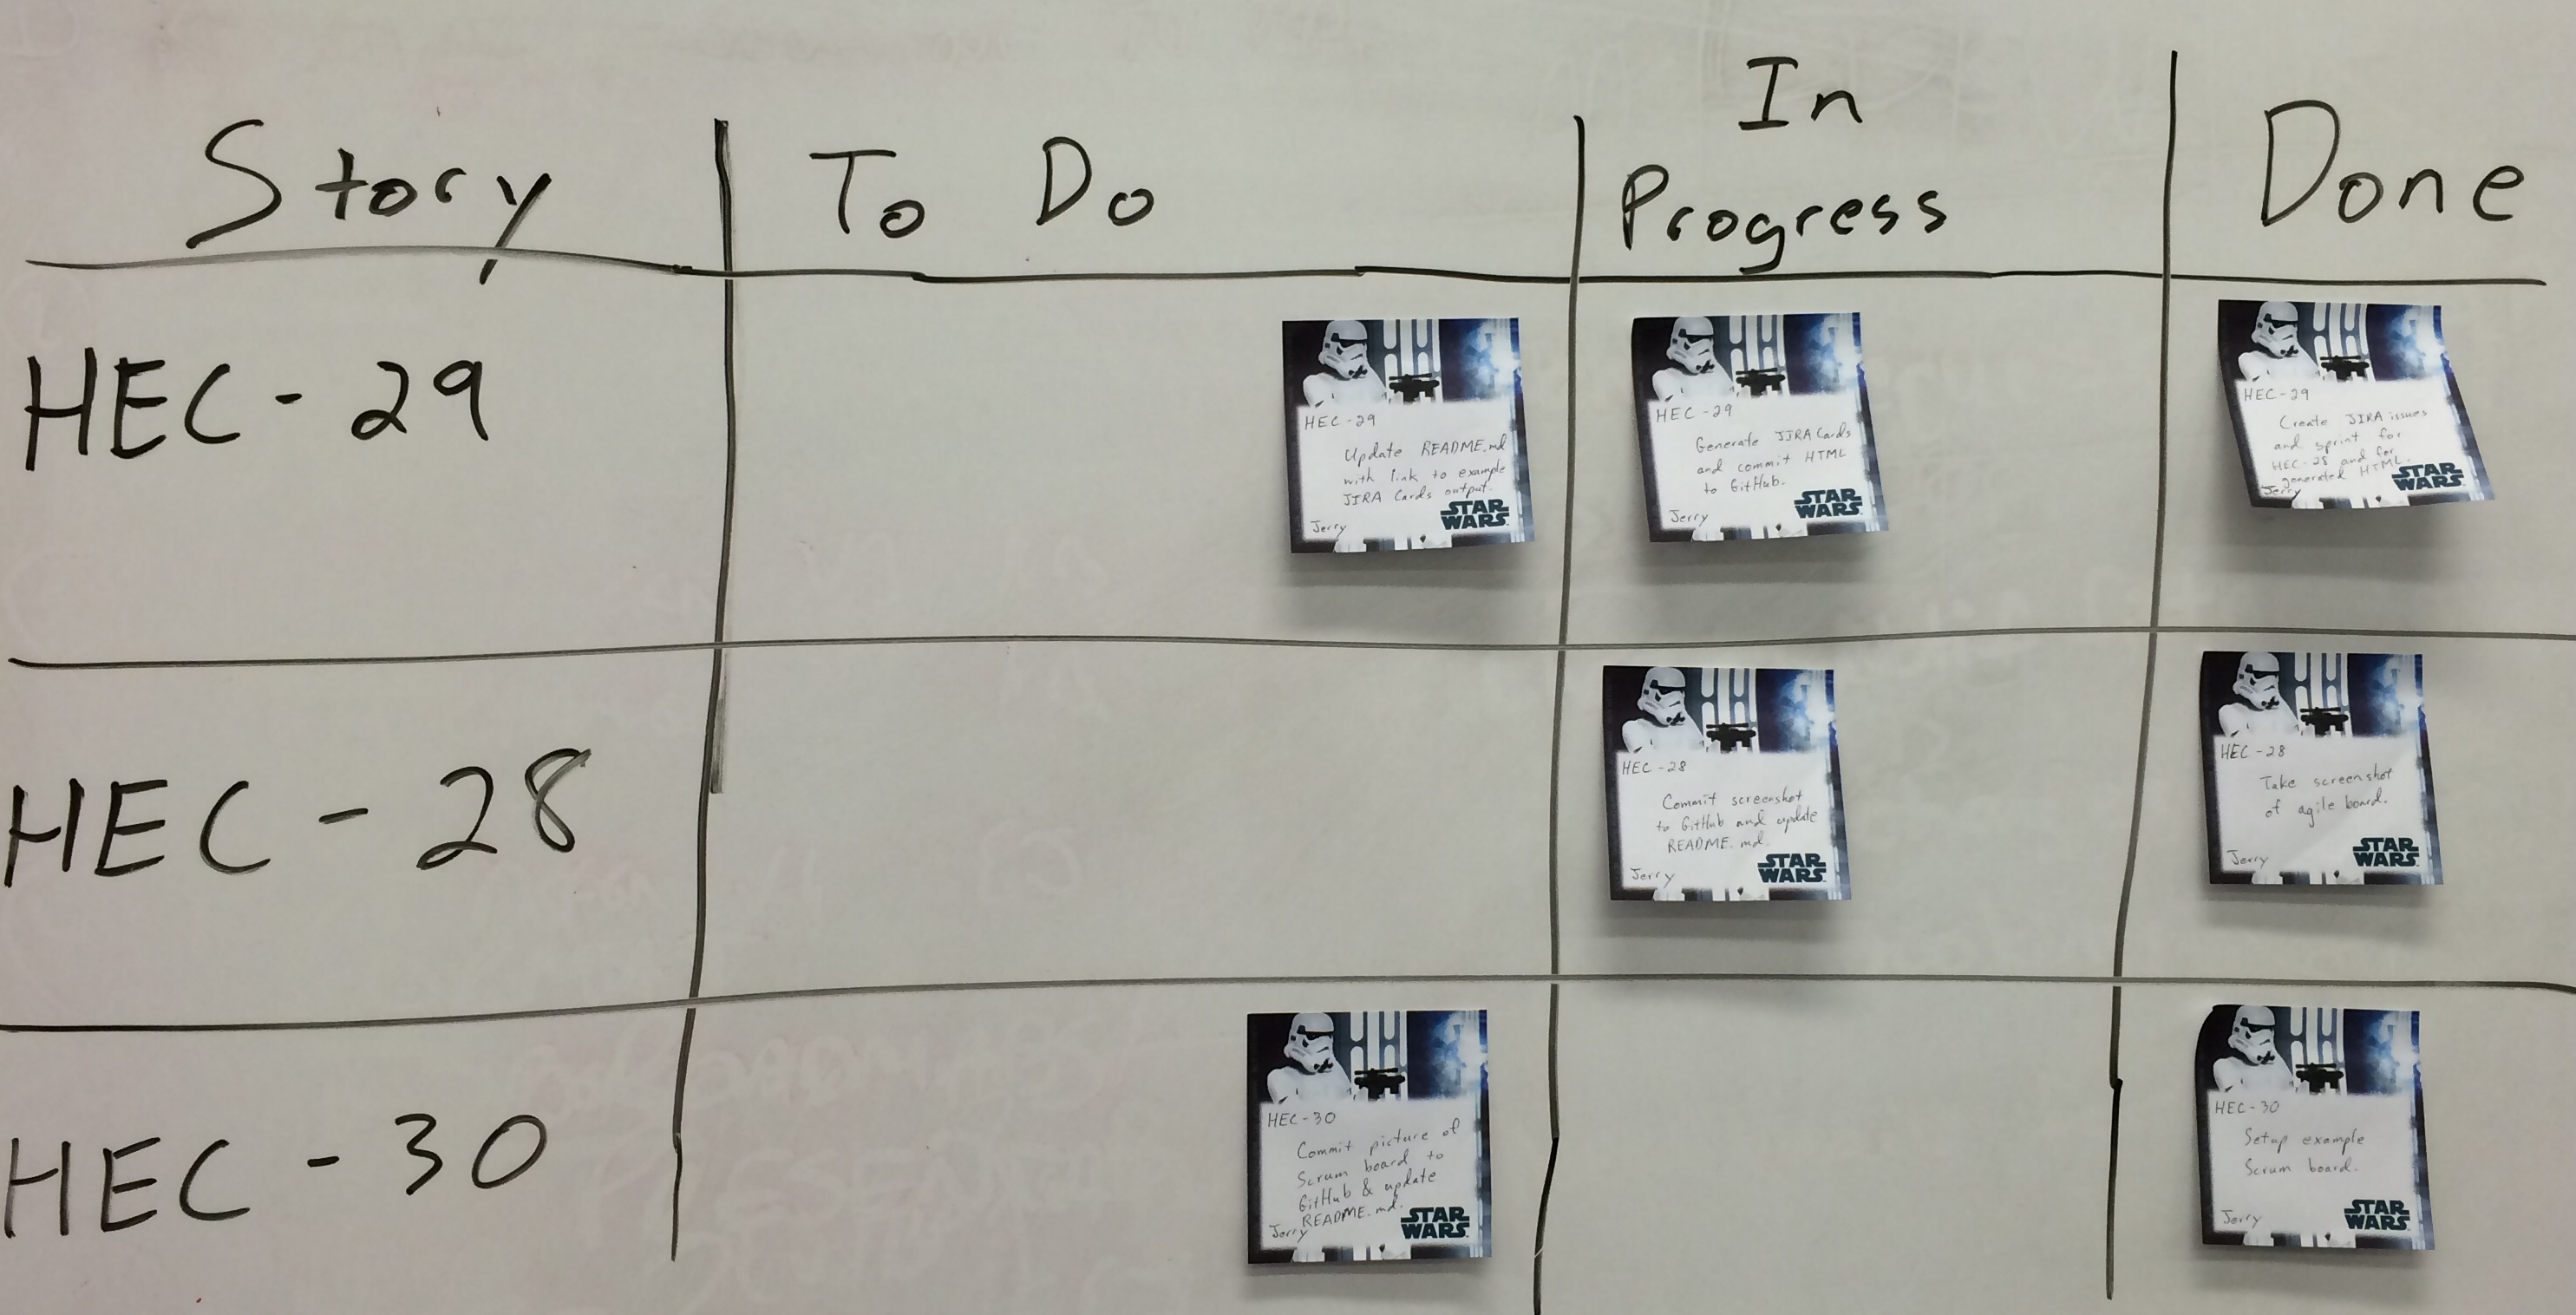 Story
To Do
In
Progress
Done
HEC - 29
HEC - 29
Update README.md
with link to example
JIRA Cards output.
Jerry
STAR
WARS
HEC - 29
Generate JIRA Cards
and commit HTML
to GitHub.
Jerry
STAR
WARS
HEC - 29
Create JIRA issues
and sprint for
HEC-28 and for
generated HTML.
Jerry
STAR
WARS
HEC - 28
HEC - 28
Commit screenshot
to GitHub and update
README.md.
Jerry
STAR
WARS
HEC - 28
Take screenshot
of agile board.
Jerry
STAR
WARS
HEC - 30
HEC - 30
Commit picture of
Scrum board to
GitHub & update
README.md.
Jerry
STAR
WARS
HEC - 30
Setup example
Scrum board.
Jerry
STAR
WARS